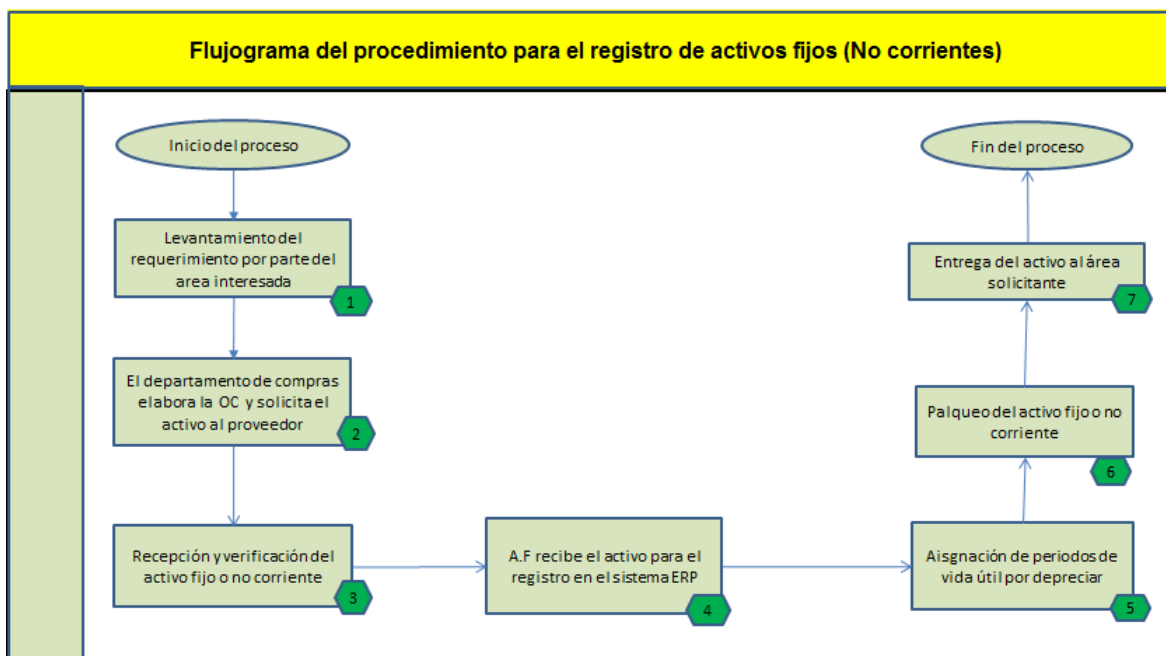 Flujograma del procedimiento para el registro de activos fijos (No corrientes)
Inicio del proceso
Levantamiento del
requerimiento por parte del
area interesada
1
El departamento de compras
elabora la OC y solicita el
activo al proveedor
2
Recepción y verificación del
activo fijo o no corriente
3
A.F recibe el activo para el
registro en el sistema ERP
4
Aisgnación de periodos de
vida útil por depreciar
5
Palqueo del activo fijo o no
corriente
6
Entrega del activo al área
solicitante
7
Fin del proceso